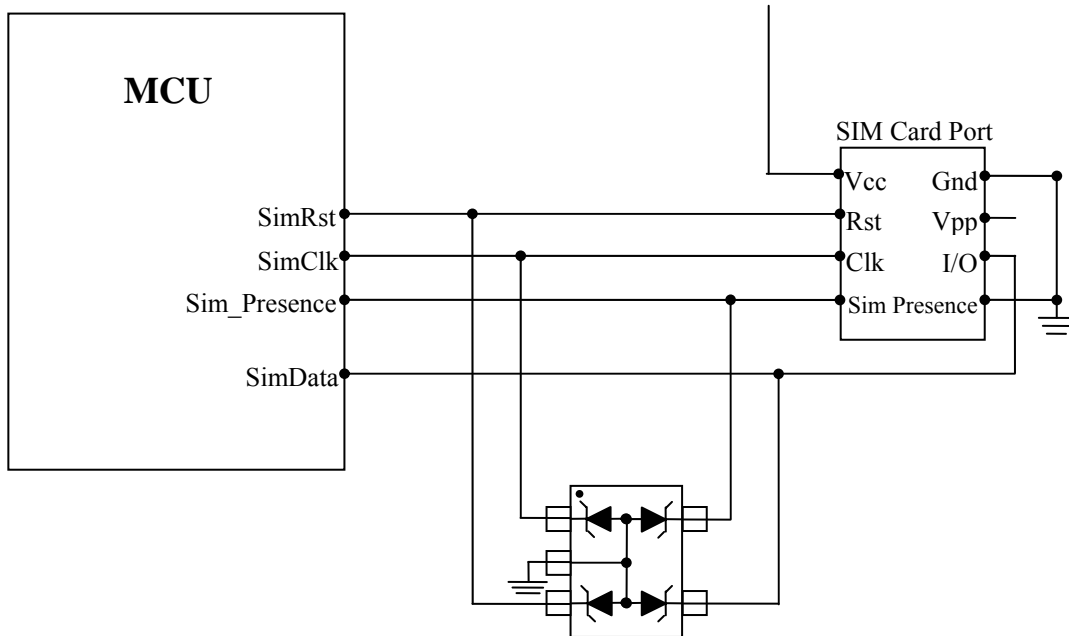 MCU
SimRst
SimClk
Sim_Presence
SimData
SIM Card Port
Vcc Gnd
Rst Vpp
Clk I/O
Sim Presence